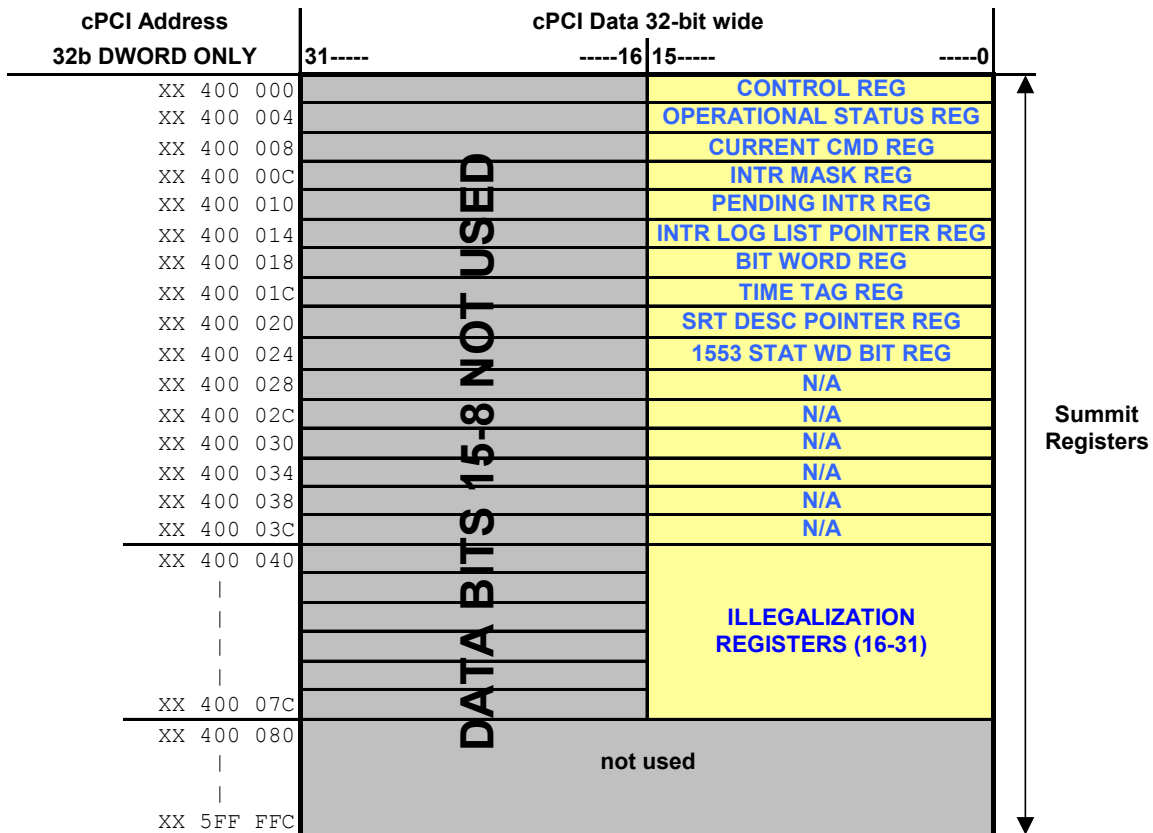 cPCI Address
cPCI Data 32-bit wide
32b DWORD ONLY
31-----
-----16
15-----
-----0
XX 400 000
CONTROL REG
XX 400 004
OPERATIONAL STATUS REG
XX 400 008
CURRENT CMD REG
XX 400 00C
INTR MASK REG
XX 400 010
PENDING INTR REG
XX 400 014
INTR LOG LIST POINTER REG
XX 400 018
BIT WORD REG
XX 400 01C
TIME TAG REG
XX 400 020
SRT DESC POINTER REG
XX 400 024
1553 STAT WD BIT REG
XX 400 028
N/A
XX 400 02C
N/A
XX 400 030
N/A
XX 400 034
N/A
XX 400 038
N/A
XX 400 03C
N/A
XX 400 040
|
|
|
|
XX 400 07C
ILLEGALIZATION
REGISTERS (16-31)
XX 400 080
|
|
XX 5FF FFC
not used
DATA BITS 15-8 NOT USED
Summit
Registers